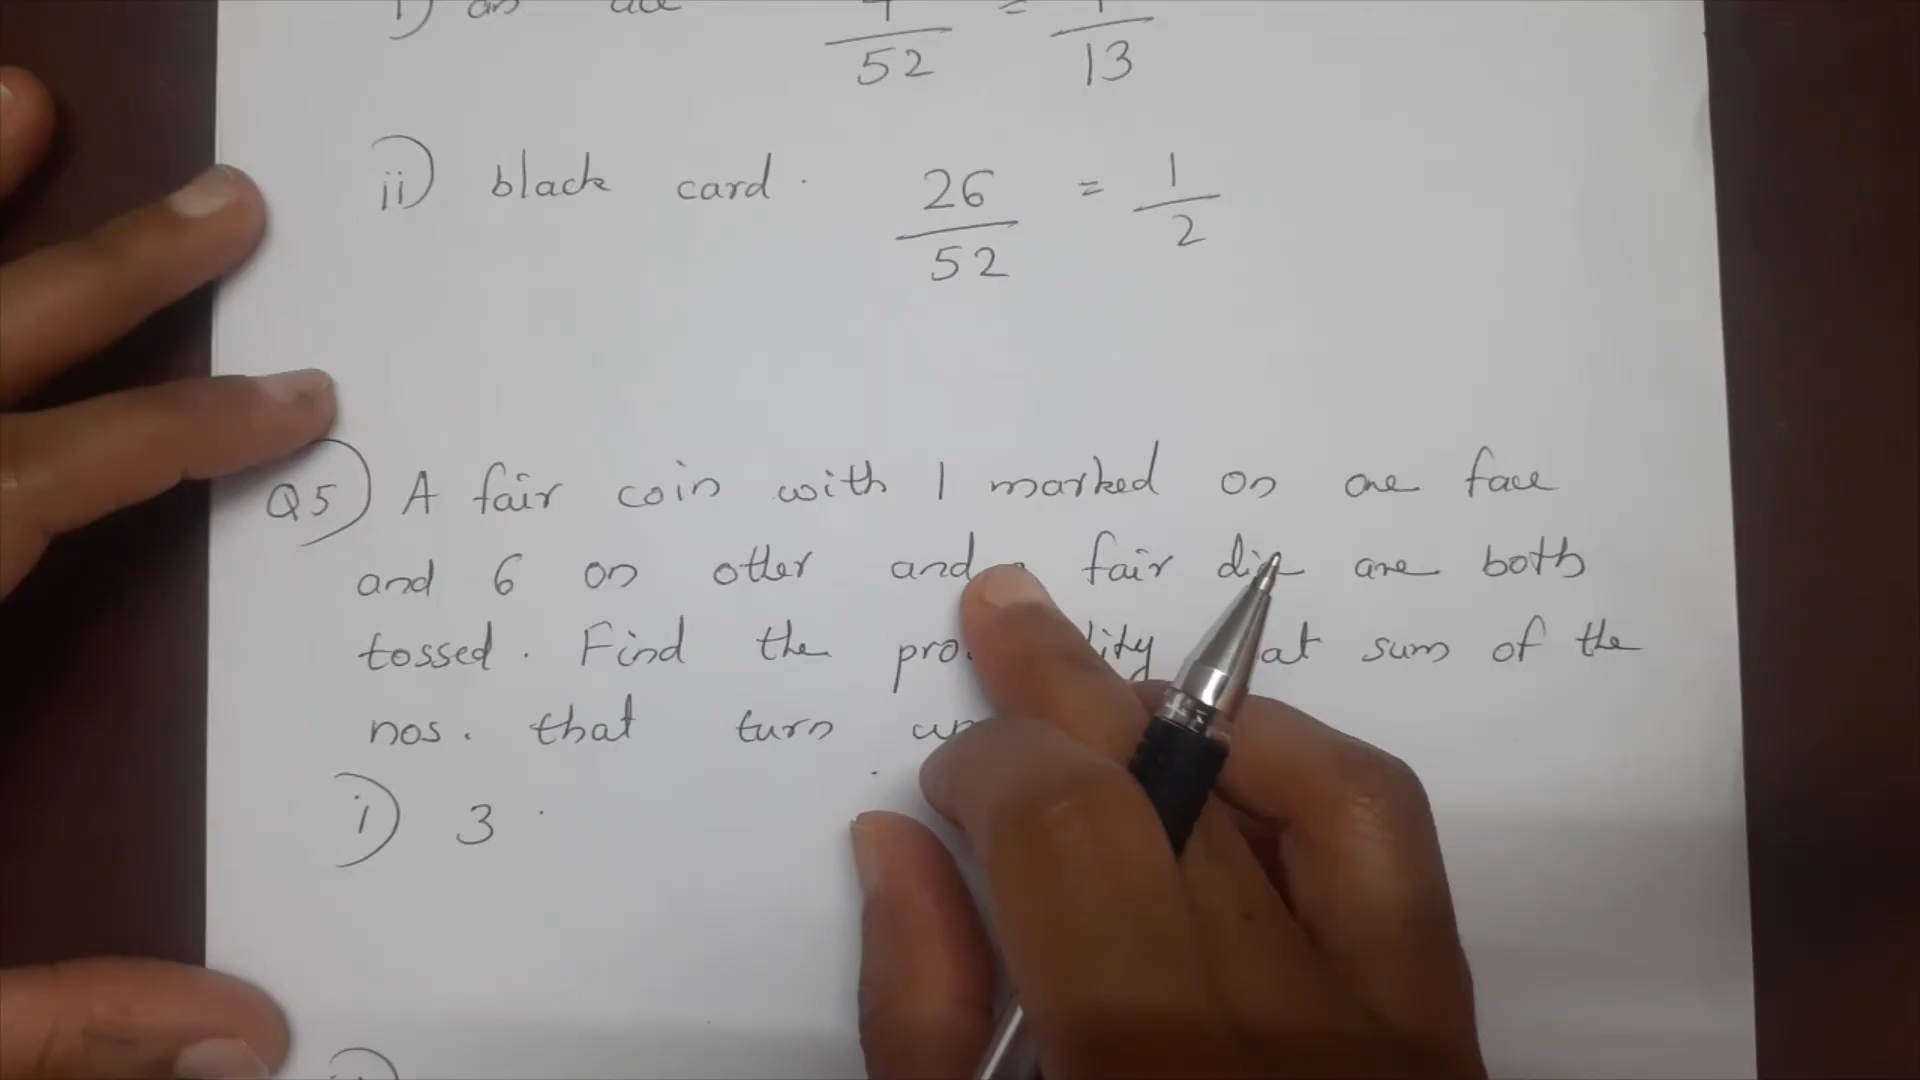 52 = 13
ii) black card. 26/52 = 1/2
Q5) A fair coin with 1 marked on one face
and 6 on other and fair die are both
tossed. Find the sum of the
nos. that turn
i) 3